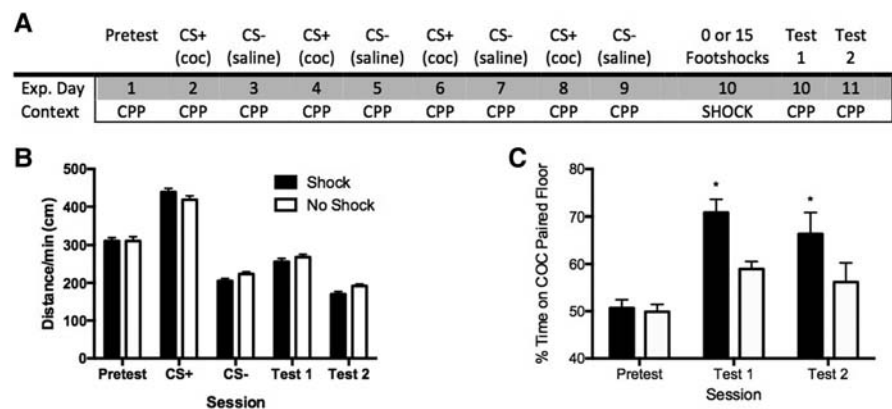 A
Pretest CS+ CS- CS+ CS- CS+ CS- CS+ CS- 0 or 15 Test Test
(coc) (saline) (coc) (saline) (coc) (saline) (coc) (saline) Footshocks 1 2
Exp. Day 1 2 3 4 5 6 7 8 9 10 10 11
Context CPP CPP CPP CPP CPP CPP CPP CPP CPP SHOCK CPP CPP
B
Distance/min (cm)
500
400
300
200
100
0
Shock
No Shock
Pretest CS+ CS- Test 1 Test 2
Session
C
% Time on COC Paired Floor
80
70
60
50
40
* *
Pretest Test 1 Test 2
Session